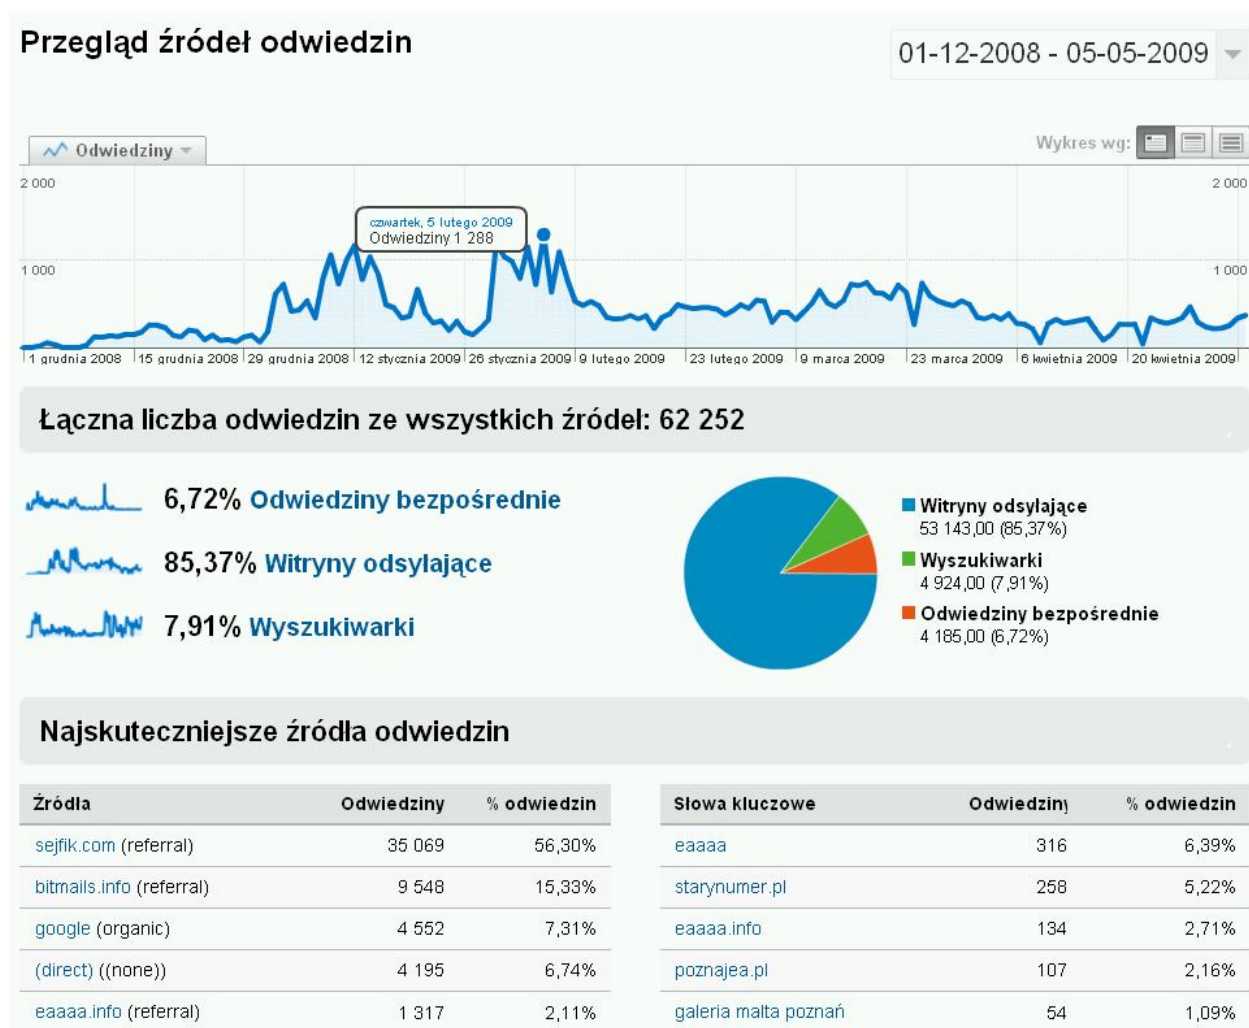 Przegląd źródeł odwiedzin
01-12-2008 - 05-05-2009
Odwiedziny
Wykres wg:
2 000 2 000
czwartek, 5 lutego 2009
Odwiedziny 1 288
1 000 1 000
1 grudnia 2008 15 grudnia 2008 29 grudnia 2008 12 stycznia 2009 26 stycznia 2009 9 lutego 2009 23 lutego 2009 9 marca 2009 23 marca 2009 6 kwietnia 2009 20 kwietnia 2009
Łączna liczba odwiedzin ze wszystkich źródeł: 62 252
6,72% Odwiedziny bezpośrednie
85,37% Witryny odsyłające
7,91% Wyszukiwarki
Witryny odsyłające
53 143,00 (85,37%)
Wyszukiwarki
4 924,00 (7,91%)
Odwiedziny bezpośrednie
4 185,00 (6,72%)
Najskuteczniejsze źródła odwiedzin
Źródła Odwiedziny % odwiedzin
sejfik.com (referral) 35 069 56,30%
bitmails.info (referral) 9 548 15,33%
google (organic) 4 552 7,31%
(direct) ((none)) 4 195 6,74%
eaaaa.info (referral) 1 317 2,11%
Słowa kluczowe Odwiedziny % odwiedzin
eaaaa 316 6,39%
starynumer.pl 258 5,22%
eaaaa.info 134 2,71%
poznajea.pl 107 2,16%
galeria malta poznań 54 1,09%